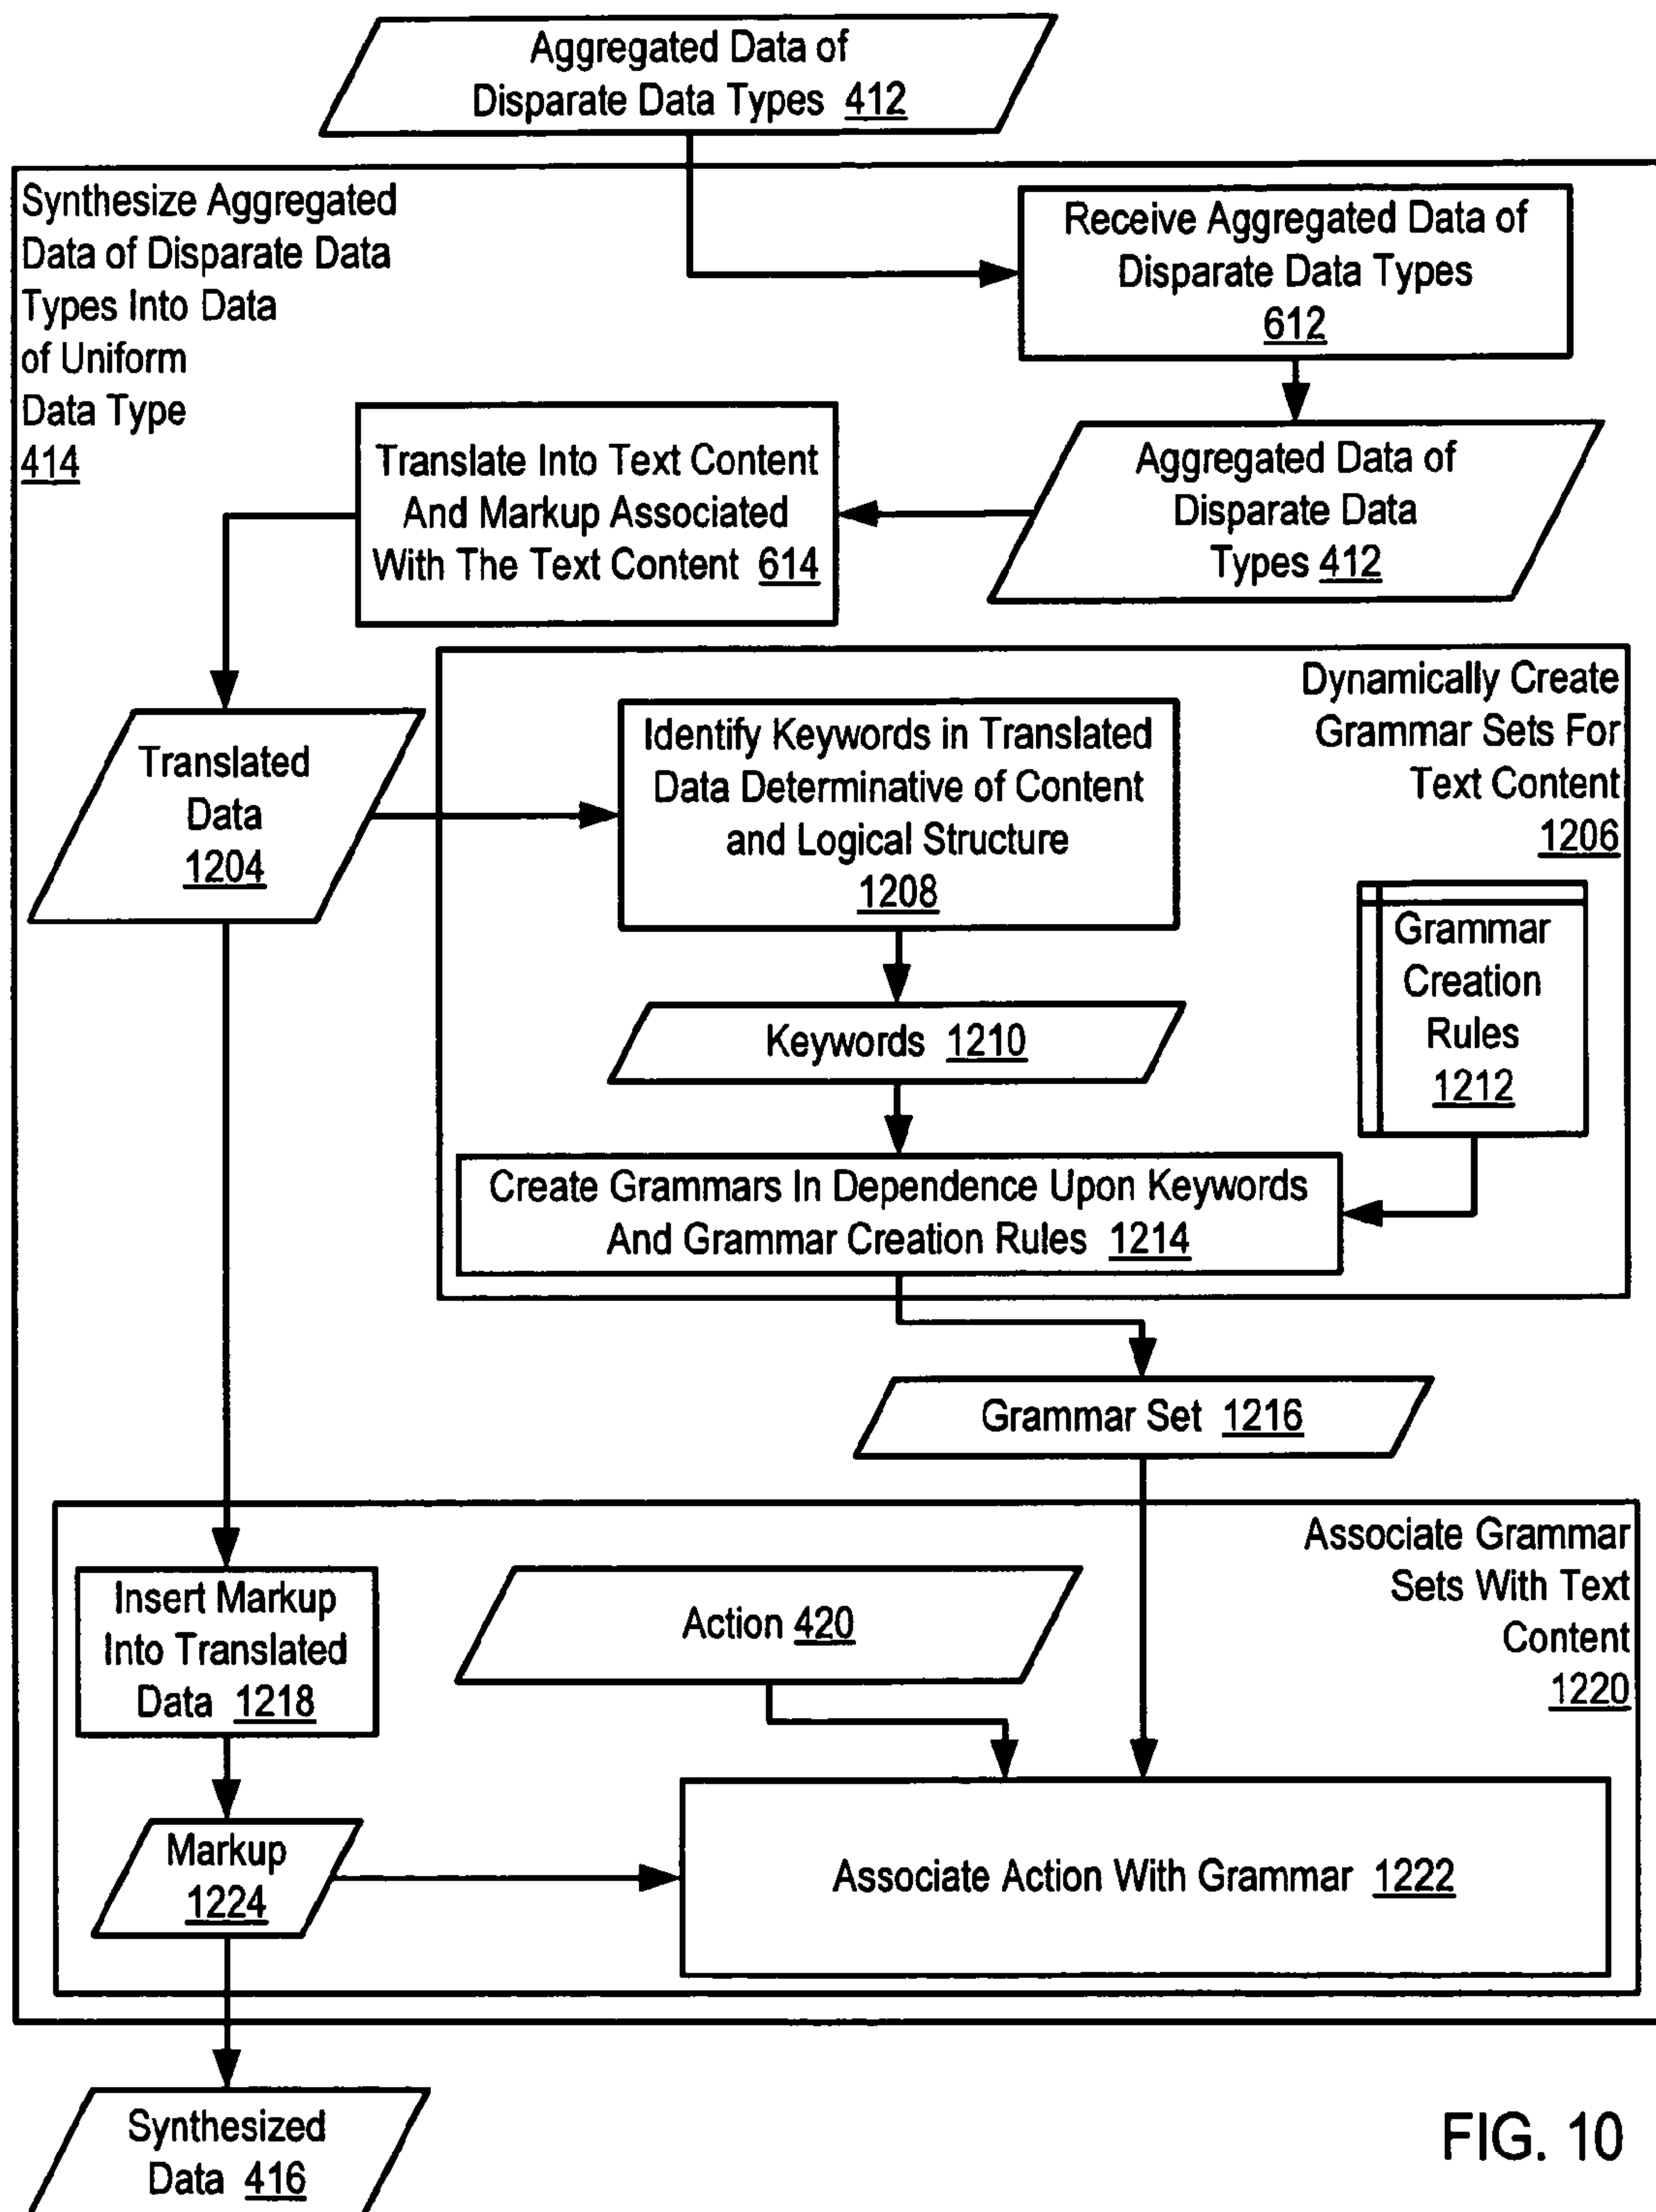 Aggregated Data of
Disparate Data Types 412
Synthesize Aggregated
Data of Disparate Data
Types Into Data
of Uniform
Data Type
414
Receive Aggregated Data of
Disparate Data Types
612
Translate Into Text Content
And Markup Associated
With The Text Content 614
Aggregated Data of
Disparate Data
Types 412
Dynamically Create
Grammar Sets For
Text Content
1206
Translated
Data
1204
Identify Keywords in Translated
Data Determinative of Content
and Logical Structure
1208
Grammar
Creation
Rules
1212
Keywords 1210
Create Grammars In Dependence Upon Keywords
And Grammar Creation Rules 1214
Grammar Set 1216
Associate Grammar
Sets With Text
Content
1220
Insert Markup
Into Translated
Data 1218
Action 420
Markup
1224
Associate Action With Grammar 1222
Synthesized
Data 416
FIG. 10